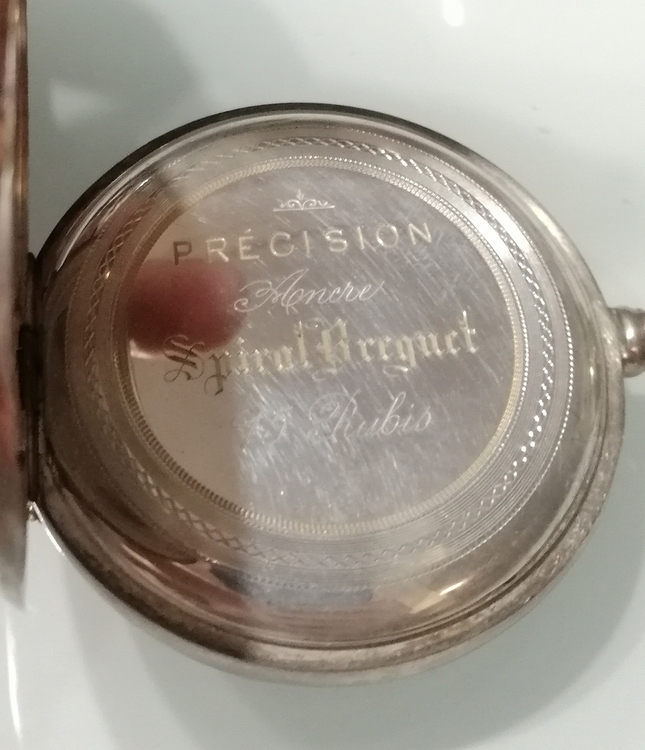 PRÉCISION
Ancre
Spiral Breguet
Rubis